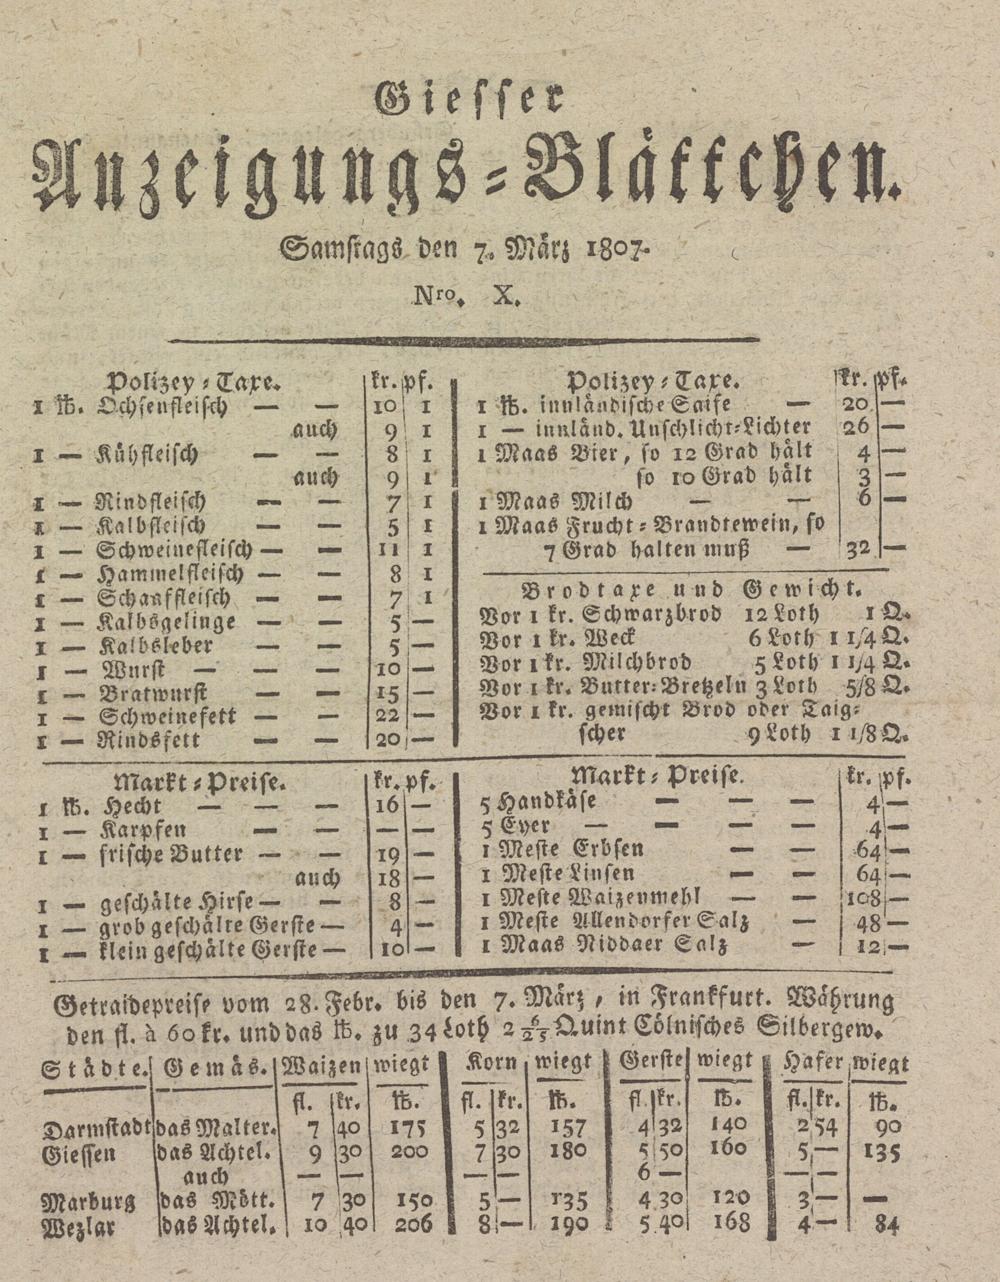 Giesser
Anzeigungs-Blättchen.
Samstags den 7. März 1807.
Nro. X.
Polizey-Taxe. kr. pf.
1 ℔. Ochsenfleisch — — 10 1
auch 9 1
1 — Kühfleisch — — 8 1
auch 9 1
1 — Rindfleisch — — 7 1
1 — Kalbfleisch — — 5 1
1 — Schweinefleisch — — 11 1
1 — Hammelfleisch — — 8 1
1 — Schaaffleisch — — 7 1
1 — Kalbsgelinge — — 5 —
1 — Kalbsleber — — 5 —
1 — Wurst — — 10 —
1 — Bratwurst — — 15 —
1 — Schweinefett — — 22 —
1 — Rindsfett — — 20 —
Polizey-Taxe. kr. pf.
1 ℔. innländische Saife — 20 —
1 — innländ. Unschlicht-Lichter 26 —
1 Maas Bier, so 12 Grad hält 4 —
so 10 Grad hält 3 —
1 Maas Milch — — 6 —
1 Maas Frucht-Brandtewein, so
7 Grad halten muß — 32 —
Brodtaxe und Gewicht.
Vor 1 kr. Schwarzbrod 12 Loth 1 Q.
Vor 1 kr. Weck 6 Loth 1 1/4 Q.
Vor 1 kr. Milchbrod 5 Loth 1 1/4 Q.
Vor 1 kr. Butter-Bretzeln 3 Loth 5/8 Q.
Vor 1 kr. gemischt Brod oder Taig-
scher 9 Loth 1 1/8 Q.
Markt-Preise. kr. pf.
1 ℔. Hecht — — — 16 —
1 — Karpfen — — — —
1 — frische Butter — — 19 —
auch 18 —
1 — geschälte Hirse — — 8 —
1 — grob geschälte Gerste — 4 —
1 — klein geschälte Gerste — 10 —
Markt-Preise. kr. pf.
5 Handkäse — — — 4 —
5 Eyer — — — — 4 —
1 Meste Erbsen — — 64 —
1 Meste Linsen — — 64 —
1 Meste Waizenmehl — — 108 —
1 Meste Allendorfer Salz — 48 —
1 Maas Niddaer Salz — 12 —
Getraidepreise vom 28. Febr. bis den 7. März, in Frankfurt. Währung
den fl. à 60 kr. und das ℔. zu 34 Loth 2 6/25 Quint Cölnisches Silbergew.
Städte. Gemäs. Waizen wiegt Korn wiegt Gerste wiegt Hafer wiegt
fl. kr. ℔. fl. kr. ℔. fl. kr. ℔. fl. kr. ℔.
Darmstadt das Malter. 7 40 175 5 32 157 4 32 140 2 54 90
Giessen das Achtel. 9 30 200 7 30 180 5 50 160 5 — 135
auch — — — — 6 — — —
Marburg das Mött. 7 30 150 5 — 135 4 30 120 3 — —
Wezlar das Achtel. 10 40 206 8 — 190 5 40 168 4 — 84